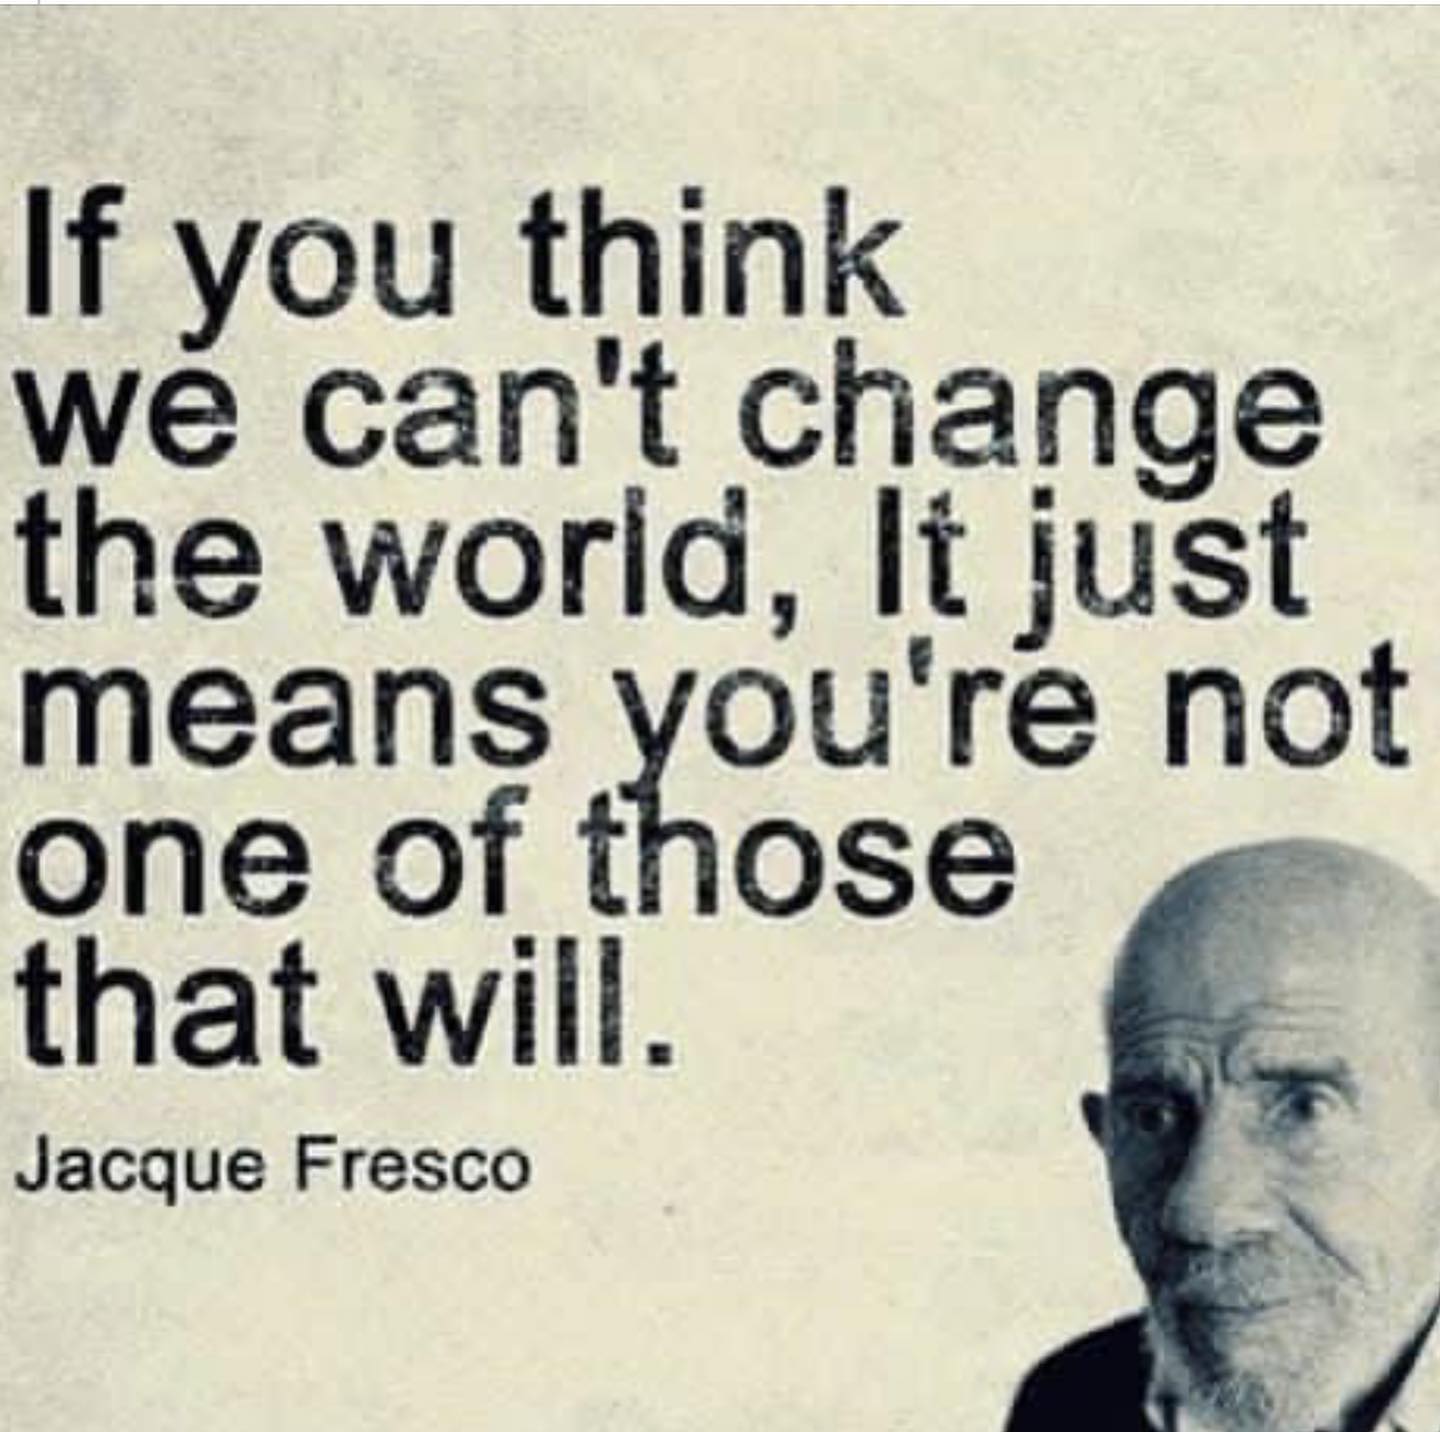 If you think
we can't change
the world, It just
means you're not
one of those
that will.
Jacque Fresco